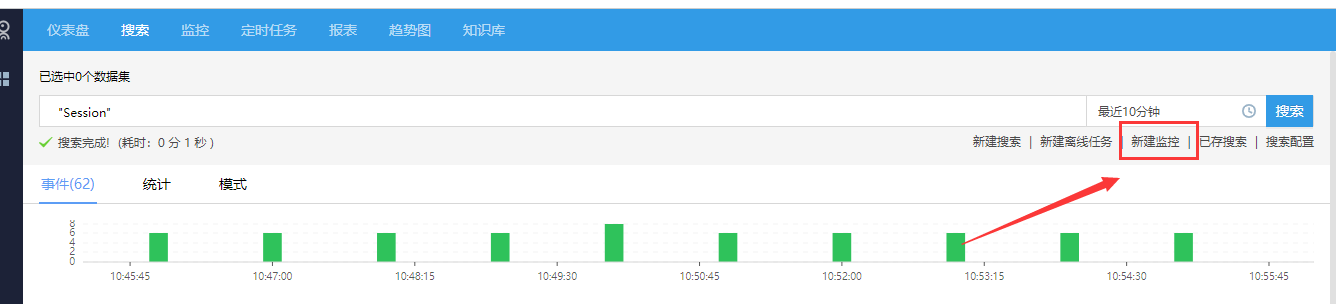 仪表盘 搜索 监控 定时任务 报表 趋势图 知识库
已选中0个数据集
"Session" 最近10分钟 搜索
搜索完成! (耗时：0 分 1 秒 ) 新建搜索 | 新建离线任务 | 新建监控 | 已存搜索 | 搜索配置
事件(62) 统计 模式
8
6
4
2
0
10:45:45 10:47:00 10:48:15 10:49:30 10:50:45 10:52:00 10:53:15 10:54:30 10:55:45